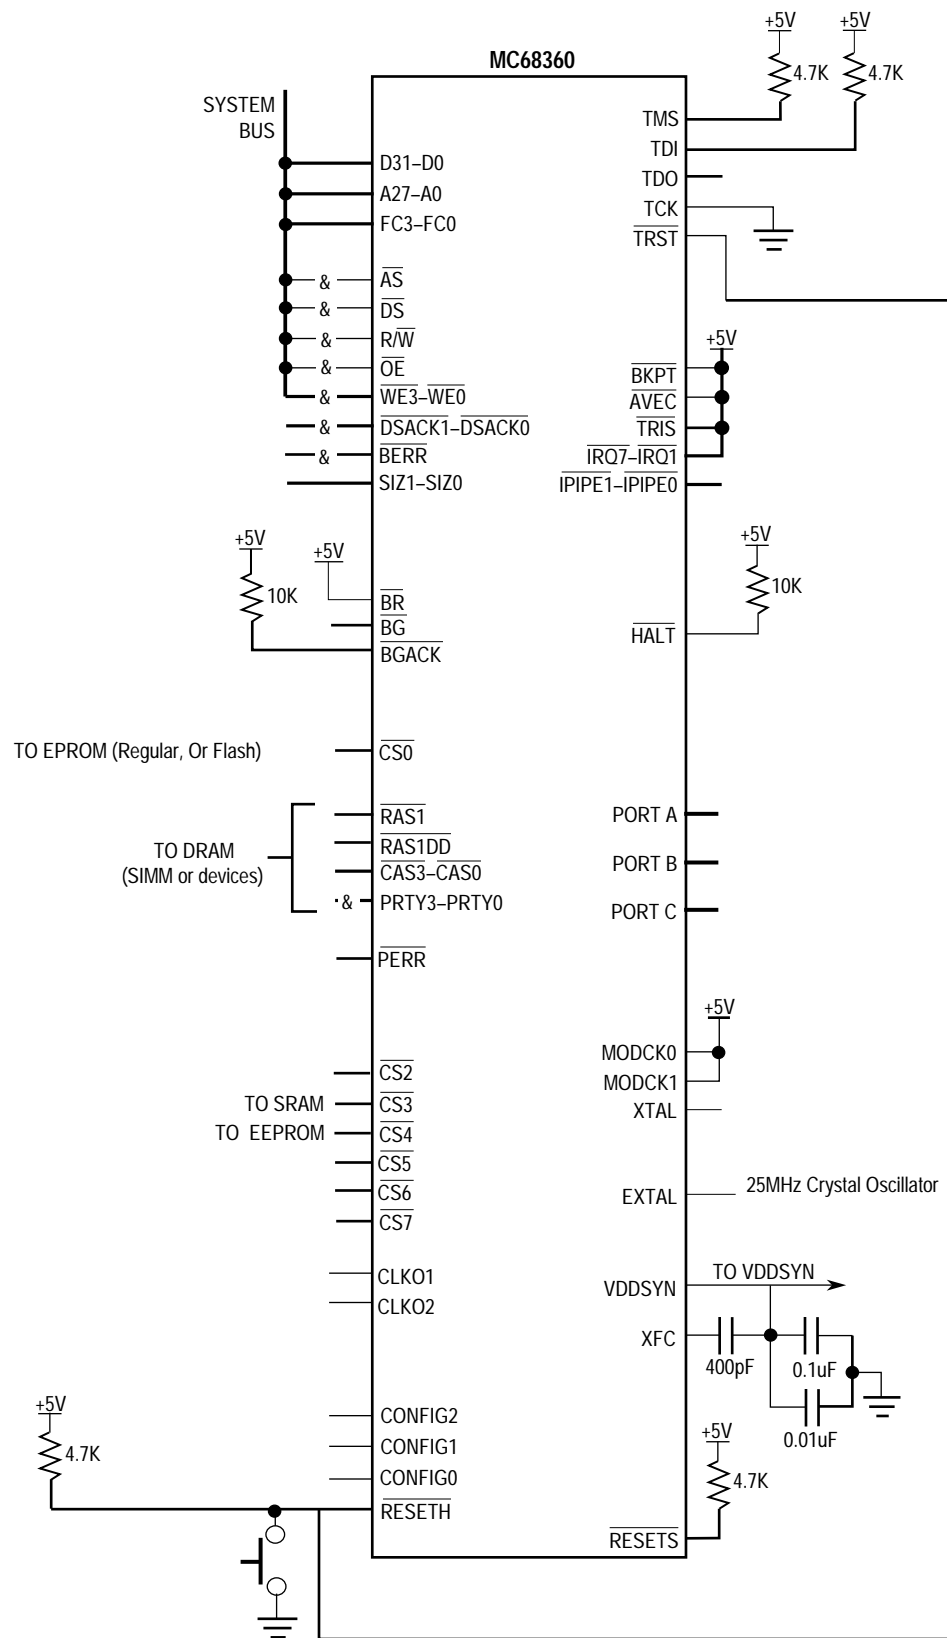 MC68360
+5V
+5V
4.7K
4.7K
SYSTEM
BUS
D31–D0
A27–A0
FC3–FC0
& AS
& DS
& R/W
& OE
& WE3–WE0
& DSACK1–DSACK0
& BERR
SIZ1–SIZ0
TMS
TDI
TDO
TCK
TRST
+5V
BKPT
AVEC
TRIS
IRQ7–IRQ1
IPIPE1–IPIPE0
+5V
10K
+5V
BR
BG
BGACK
+5V
10K
HALT
TO EPROM (Regular, Or Flash)
CS0
TO DRAM
(SIMM or devices)
RAS1
RAS1DD
CAS3–CAS0
& PRTY3–PRTY0
PERR
PORT A
PORT B
PORT C
CS2
TO SRAM CS3
TO EEPROM CS4
CS5
CS6
CS7
CLKO1
CLKO2
+5V
MODCK0
MODCK1
XTAL
EXTAL
25MHz Crystal Oscillator
VDDSYN
TO VDDSYN
XFC
400pF
0.1uF
0.01uF
+5V
4.7K
CONFIG2
CONFIG1
CONFIG0
RESETH
+5V
4.7K
RESETS